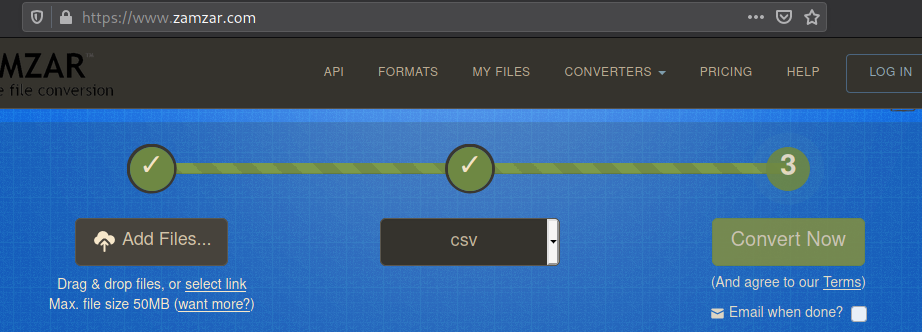 https://www.zamzar.com
MZAR™
e file conversion
API FORMATS MY FILES CONVERTERS PRICING HELP LOG IN
3
Add Files... csv Convert Now
Drag & drop files, or select link
Max. file size 50MB (want more?)
(And agree to our Terms)
Email when done?